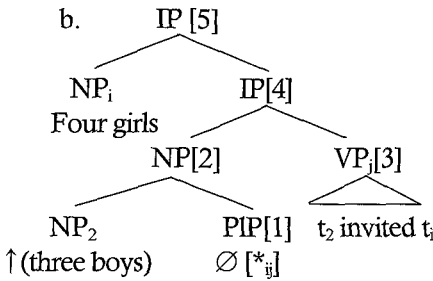 b. IP [5]
NPᵢ IP[4]
Four girls
NP[2] VPⱼ[3]
NP₂ PlP[1] t₂ invited tᵢ
↑(three boys) ∅ [*ᵢⱼ]